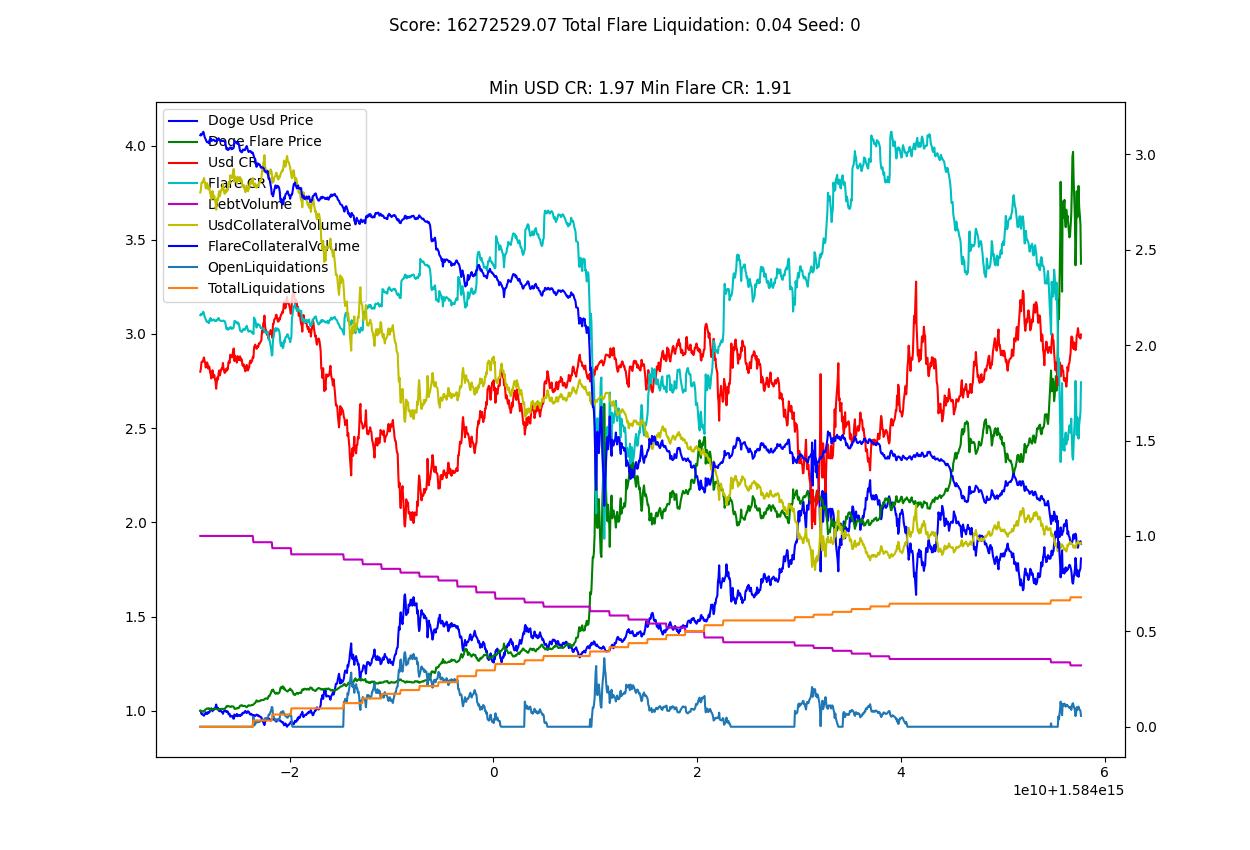 Score: 16272529.07 Total Flare Liquidation: 0.04 Seed: 0
Min USD CR: 1.97 Min Flare CR: 1.91
Doge Usd Price
Doge Flare Price
Usd CR
Flare CR
DebtVolume
UsdCollateralVolume
FlareCollateralVolume
OpenLiquidations
TotalLiquidations
4.0
3.5
3.0
2.5
2.0
1.5
1.0
3.0
2.5
2.0
1.5
1.0
0.5
0.0
−2 0 2 4 6
1e10+1.584e15